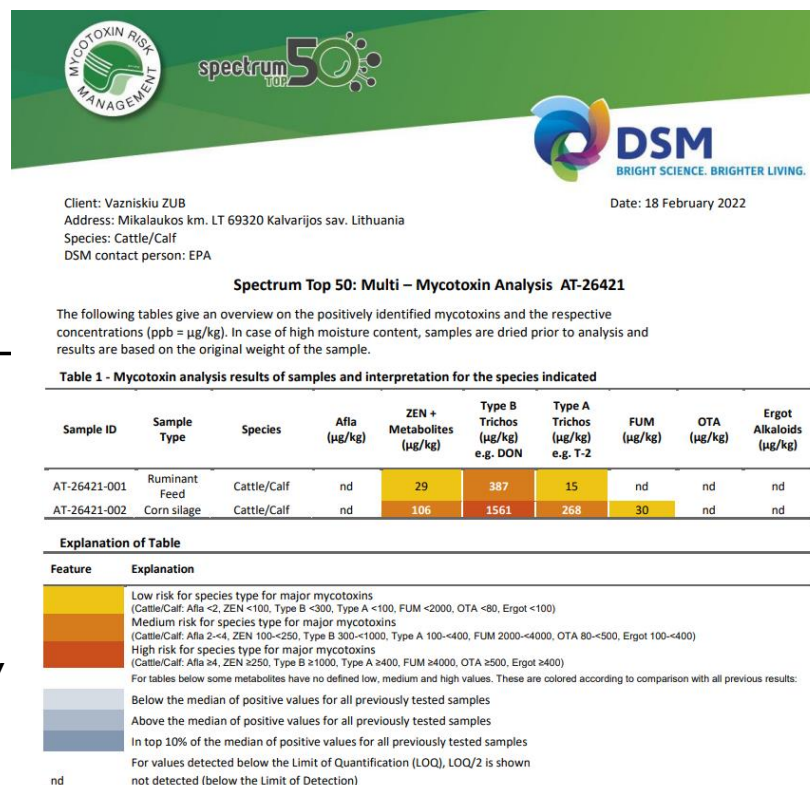 MYCOTOXIN RISK
MANAGEMENT
spectrum 50
TOP
DSM
BRIGHT SCIENCE. BRIGHTER LIVING.
Client: Vazniskiu ZUB
Date: 18 February 2022
Address: Mikalaukos km. LT 69320 Kalvarijos sav. Lithuania
Species: Cattle/Calf
DSM contact person: EPA
Spectrum Top 50: Multi – Mycotoxin Analysis AT-26421
The following tables give an overview on the positively identified mycotoxins and the respective
concentrations (ppb = µg/kg). In case of high moisture content, samples are dried prior to analysis and
results are based on the original weight of the sample.
Table 1 - Mycotoxin analysis results of samples and interpretation for the species indicated
Sample ID Sample Type Species Afla (µg/kg) ZEN + Metabolites (µg/kg) Type B Trichos (µg/kg) e.g. DON Type A Trichos (µg/kg) e.g. T-2 FUM (µg/kg) OTA (µg/kg) Ergot Alkaloids (µg/kg)
AT-26421-001 Ruminant Feed Cattle/Calf nd 29 387 15 nd nd nd
AT-26421-002 Corn silage Cattle/Calf nd 106 1561 268 30 nd nd
Explanation of Table
Feature Explanation
Low risk for species type for major mycotoxins
(Cattle/Calf: Afla <2, ZEN <100, Type B <300, Type A <100, FUM <2000, OTA <80, Ergot <100)
Medium risk for species type for major mycotoxins
(Cattle/Calf: Afla 2-<4, ZEN 100-<250, Type B 300-<1000, Type A 100-<400, FUM 2000-<4000, OTA 80-<500, Ergot 100-<400)
High risk for species type for major mycotoxins
(Cattle/Calf: Afla ≥4, ZEN ≥250, Type B ≥1000, Type A ≥400, FUM ≥4000, OTA ≥500, Ergot ≥400)
For tables below some metabolites have no defined low, medium and high values. These are colored according to comparison with all previous results:
Below the median of positive values for all previously tested samples
Above the median of positive values for all previously tested samples
In top 10% of the median of positive values for all previously tested samples
For values detected below the Limit of Quantification (LOQ), LOQ/2 is shown
nd not detected (below the Limit of Detection)